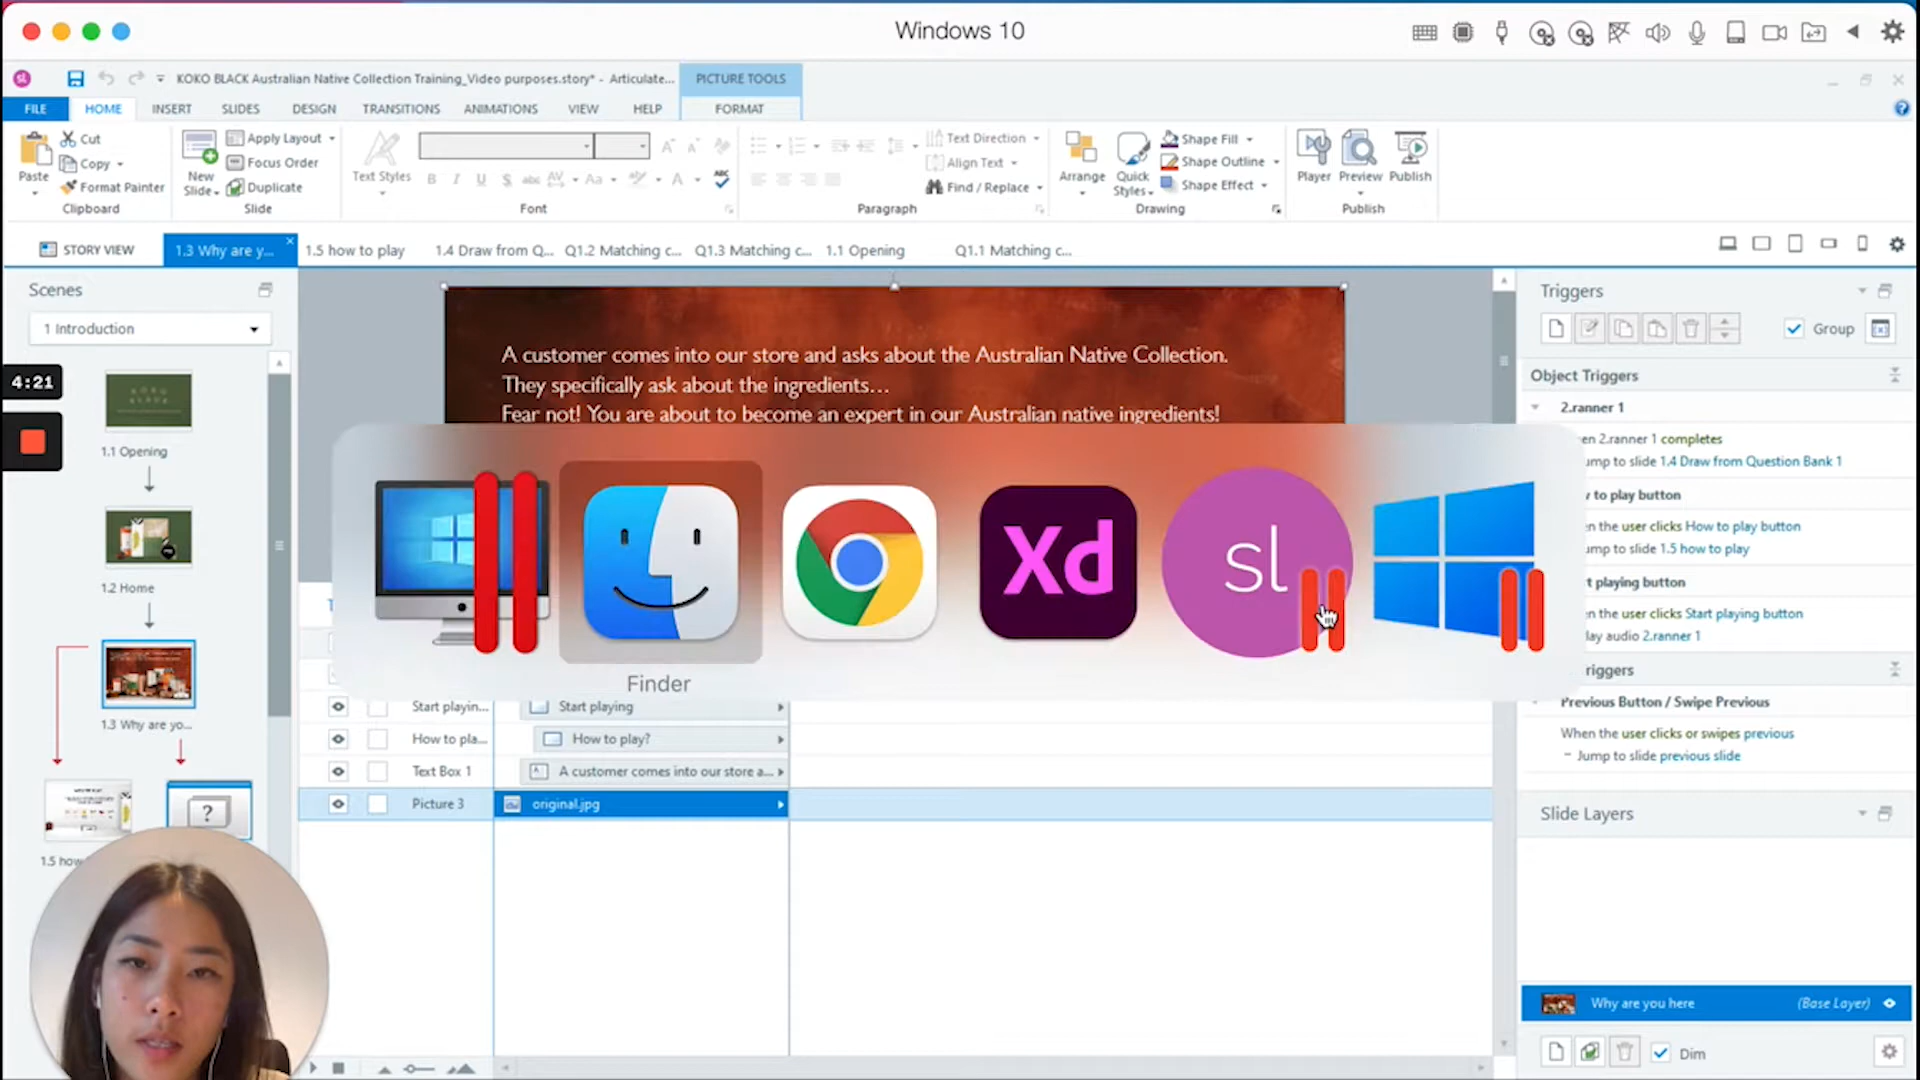 Windows 10
sl
KOKO BLACK Australian Native Collection Training_Video purposes.story* - Articulate...
PICTURE TOOLS
FILE
HOME
INSERT
SLIDES
DESIGN
TRANSITIONS
ANIMATIONS
VIEW
HELP
FORMAT
Paste
Cut
Copy
Format Painter
Clipboard
New Slide
Apply Layout
Focus Order
Duplicate
Slide
Text Styles
B I U S abc AV Aa A
ABC
Font
Text Direction
Align Text
Find / Replace
Paragraph
Arrange
Quick Styles
Shape Fill
Shape Outline
Shape Effect
Drawing
Player
Preview
Publish
Publish
STORY VIEW
1.3 Why are y...
1.5 how to play
1.4 Draw from Q...
Q1.2 Matching c...
Q1.3 Matching c...
1.1 Opening
Q1.1 Matching c...
Scenes
1 Introduction
4:21
KOKO
BLACK
1.1 Opening
1.2 Home
1.3 Why are yo...
?
1.5 how
A customer comes into our store and asks about the Australian Native Collection.
They specifically ask about the ingredients...
Fear not! You are about to become an expert in our Australian native ingredients!
Xd
sl
Finder
Start playin...
Start playing
How to pla...
How to play?
Text Box 1
A customer comes into our store a...
Picture 3
original.jpg
Triggers
Group
Object Triggers
2.ranner 1
en 2.ranner 1 completes
ump to slide 1.4 Draw from Question Bank 1
w to play button
en the user clicks How to play button
ump to slide 1.5 how to play
rt playing button
en the user clicks Start playing button
lay audio 2.ranner 1
riggers
Previous Button / Swipe Previous
When the user clicks or swipes previous
Jump to slide previous slide
Slide Layers
Why are you here
(Base Layer)
Dim